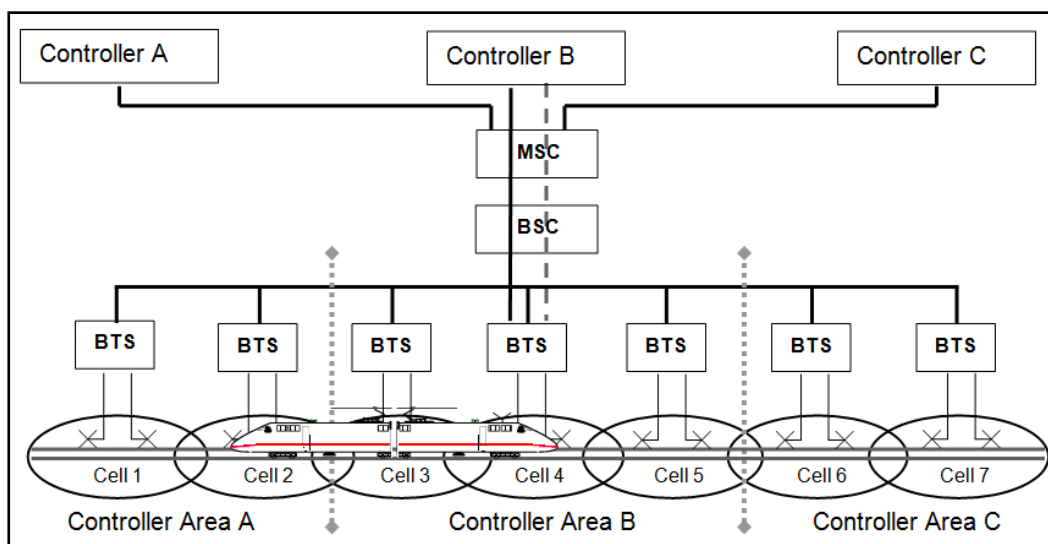 Controller A
Controller B
Controller C
MSC
BSC
BTS
BTS
BTS
BTS
BTS
BTS
BTS
Cell 1
Cell 2
Cell 3
Cell 4
Cell 5
Cell 6
Cell 7
Controller Area A
Controller Area B
Controller Area C